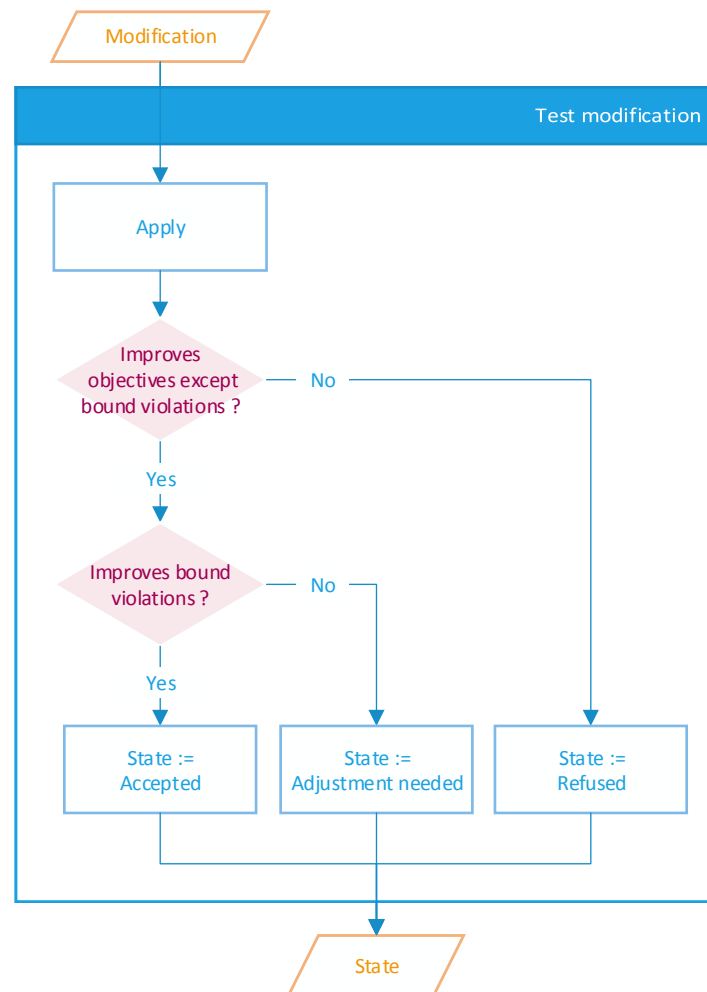 Modification
Test modification
Apply
Improves
objectives except
bound violations ?
No
Yes
Improves bound
violations ?
No
Yes
State :=
Accepted
State :=
Adjustment needed
State :=
Refused
State